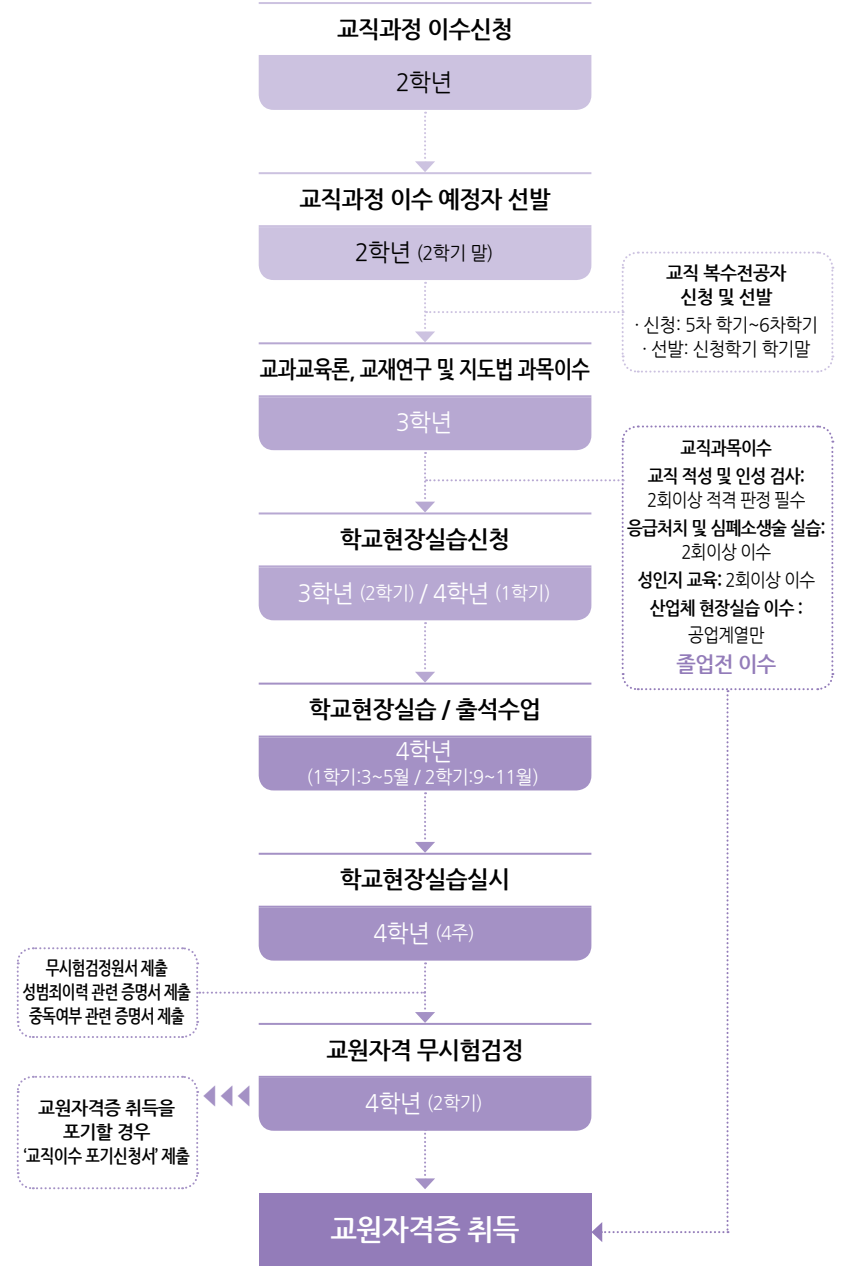 교직과정 이수신청
2학년
교직과정 이수 예정자 선발
2학년 (2학기 말)
교직 복수전공자
신청 및 선발
· 신청: 5차 학기~6차학기
· 선발: 신청학기 학기말
교과교육론, 교재연구 및 지도법 과목이수
3학년
교직과목이수
교직 적성 및 인성 검사:
2회이상 적격 판정 필수
응급처치 및 심폐소생술 실습:
2회이상 이수
성인지 교육: 2회이상 이수
산업체 현장실습 이수 :
공업계열만
졸업전 이수
학교현장실습신청
3학년 (2학기) / 4학년 (1학기)
학교현장실습 / 출석수업
4학년
(1학기:3~5월 / 2학기:9~11월)
학교현장실습실시
4학년 (4주)
무시험검정원서 제출
성범죄이력 관련 증명서 제출
중독여부 관련 증명서 제출
교원자격 무시험검정
4학년 (2학기)
교원자격증 취득을
포기할 경우
‘교직이수 포기신청서’ 제출
교원자격증 취득